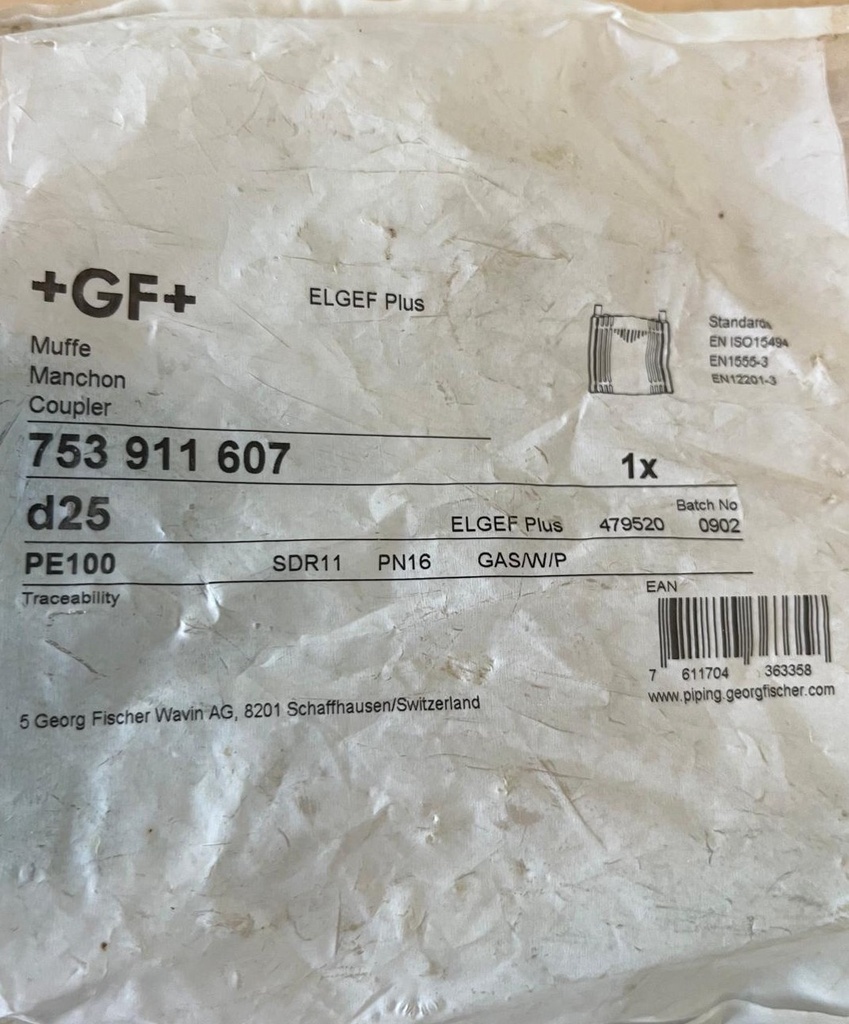 +GF+
ELGEF Plus
Muffe
Manchon
Coupler
Standards
EN ISO15494
EN1555-3
EN12201-3
753 911 607
1x
d25
ELGEF Plus 479520
Batch No
0902
PE100 SDR11 PN16 GAS/W/P
Traceability
EAN
7 611704 363358
www.piping.georgfischer.com
5 Georg Fischer Wavin AG, 8201 Schaffhausen/Switzerland